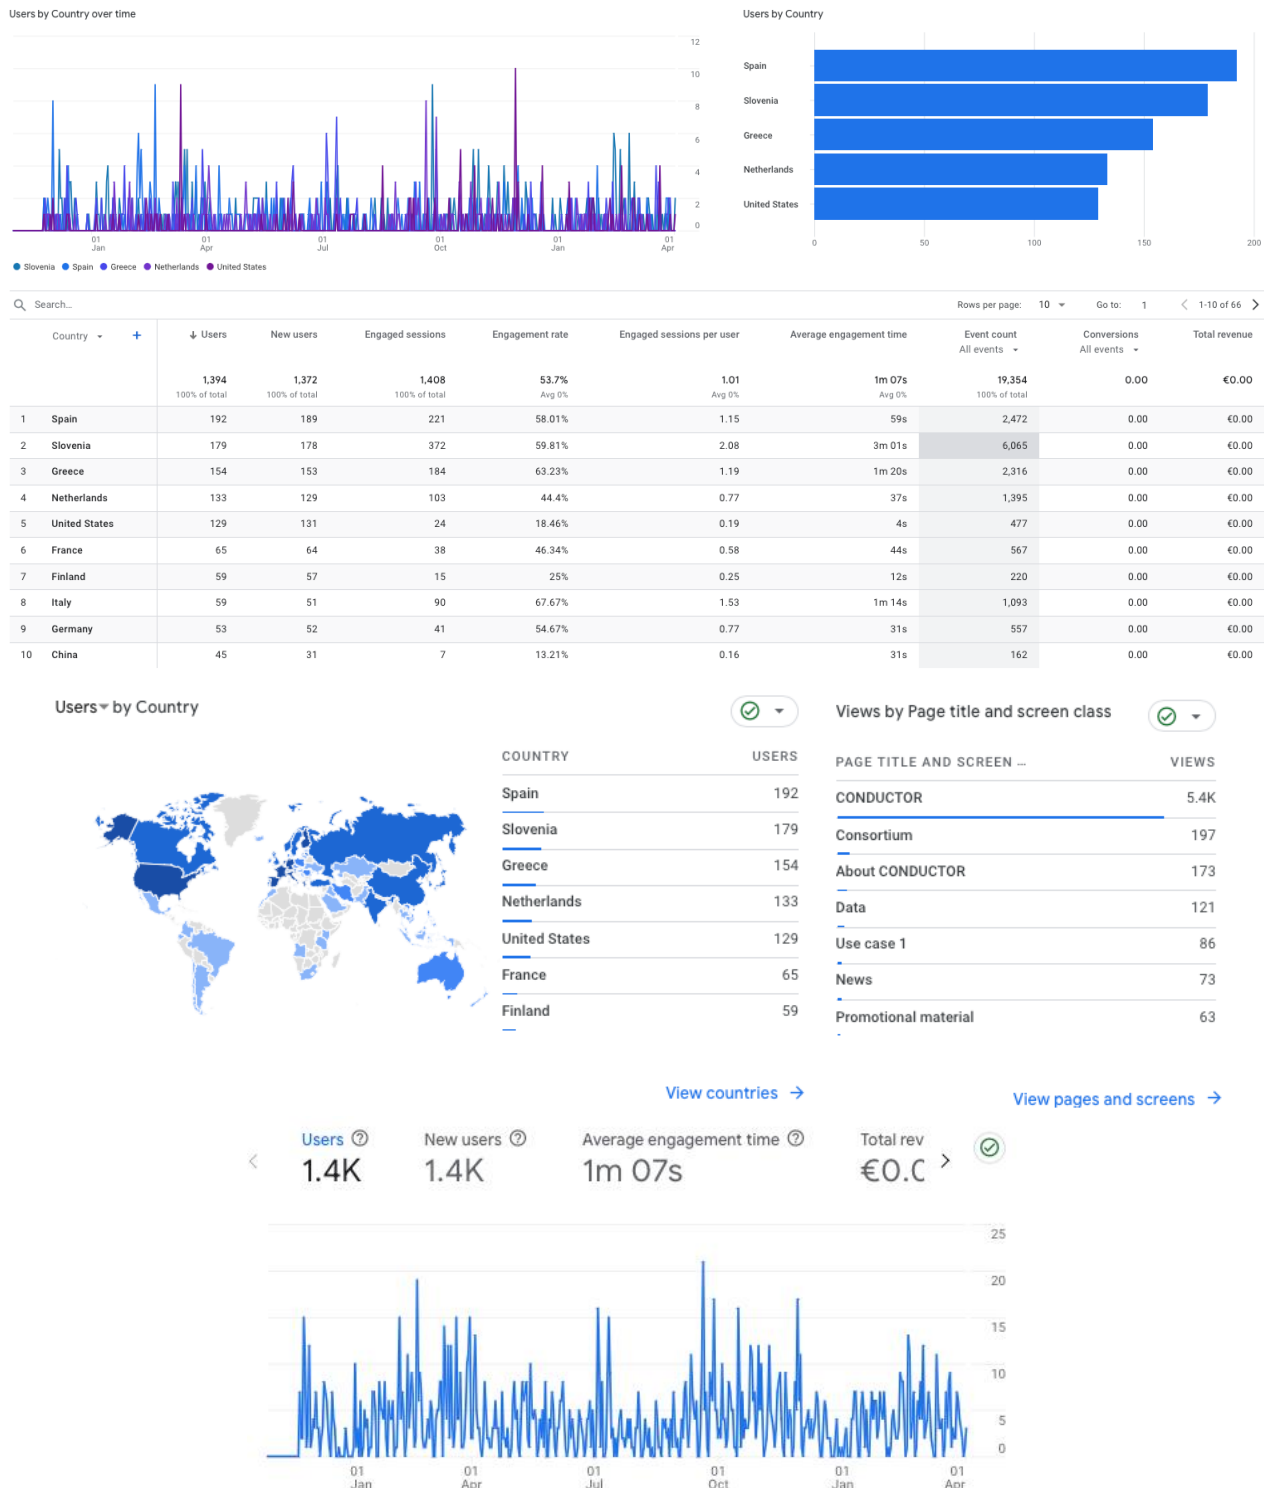 Users by Country over time
12
10
8
6
4
2
0
01 Jan
01 Apr
01 Jul
01 Oct
01 Jan
01 Apr
Slovenia Spain Greece Netherlands United States
Users by Country
Spain
Slovenia
Greece
Netherlands
United States
0 50 100 150 200
Search...
Rows per page: 10 Go to: 1 1-10 of 66
Country + Users New users Engaged sessions Engagement rate Engaged sessions per user Average engagement time Event count Conversions Total revenue
All events All events
1,394 1,372 1,408 53.7% 1.01 1m 07s 19,354 0.00 €0.00
100% of total 100% of total 100% of total Avg 0% Avg 0% Avg 0% 100% of total
1 Spain 192 189 221 58.01% 1.15 59s 2,472 0.00 €0.00
2 Slovenia 179 178 372 59.81% 2.08 3m 01s 6,065 0.00 €0.00
3 Greece 154 153 184 63.23% 1.19 1m 20s 2,316 0.00 €0.00
4 Netherlands 133 129 103 44.4% 0.77 37s 1,395 0.00 €0.00
5 United States 129 131 24 18.46% 0.19 4s 477 0.00 €0.00
6 France 65 64 38 46.34% 0.58 44s 567 0.00 €0.00
7 Finland 59 57 15 25% 0.25 12s 220 0.00 €0.00
8 Italy 59 51 90 67.67% 1.53 1m 14s 1,093 0.00 €0.00
9 Germany 53 52 41 54.67% 0.77 31s 557 0.00 €0.00
10 China 45 31 7 13.21% 0.16 31s 162 0.00 €0.00
Users by Country
COUNTRY USERS
Spain 192
Slovenia 179
Greece 154
Netherlands 133
United States 129
France 65
Finland 59
View countries
Views by Page title and screen class
PAGE TITLE AND SCREEN ... VIEWS
CONDUCTOR 5.4K
Consortium 197
About CONDUCTOR 173
Data 121
Use case 1 86
News 73
Promotional material 63
View pages and screens
Users New users Average engagement time Total rev
1.4K 1.4K 1m 07s €0.0
25
20
15
10
5
0
01 Jan
01 Apr
01 Jul
01 Oct
01 Jan
01 Apr